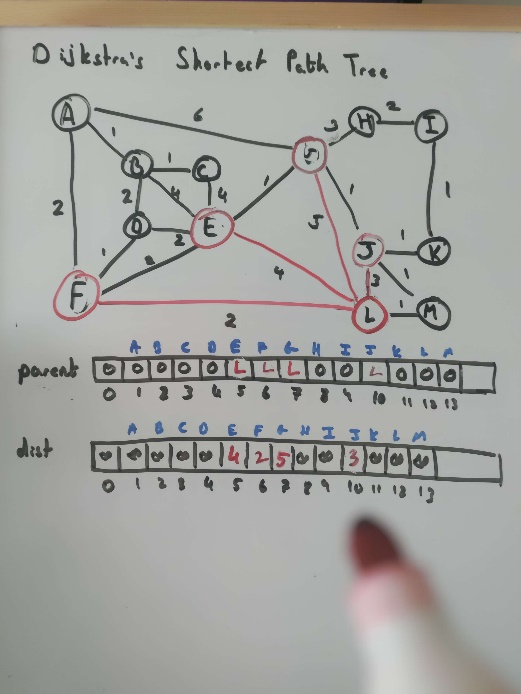 Dijkstra's Shortest Path Tree
A 6 3 H 2 I
1 G
B 1 C
2 4 4 1 1 1
2 5
D 2 E J 1 K
1 4 3 1
F L 1 M
2
A B C D E F G H I J K L M
parent 0 0 0 0 0 L L L 0 0 L 0 0 0
0 1 2 3 4 5 6 7 8 9 10 11 12 13
A B C D E F G H I J K L M
dist ∞ ∞ ∞ ∞ ∞ 4 2 5 ∞ ∞ 3 ∞ ∞ ∞
0 1 2 3 4 5 6 7 8 9 10 11 12 13